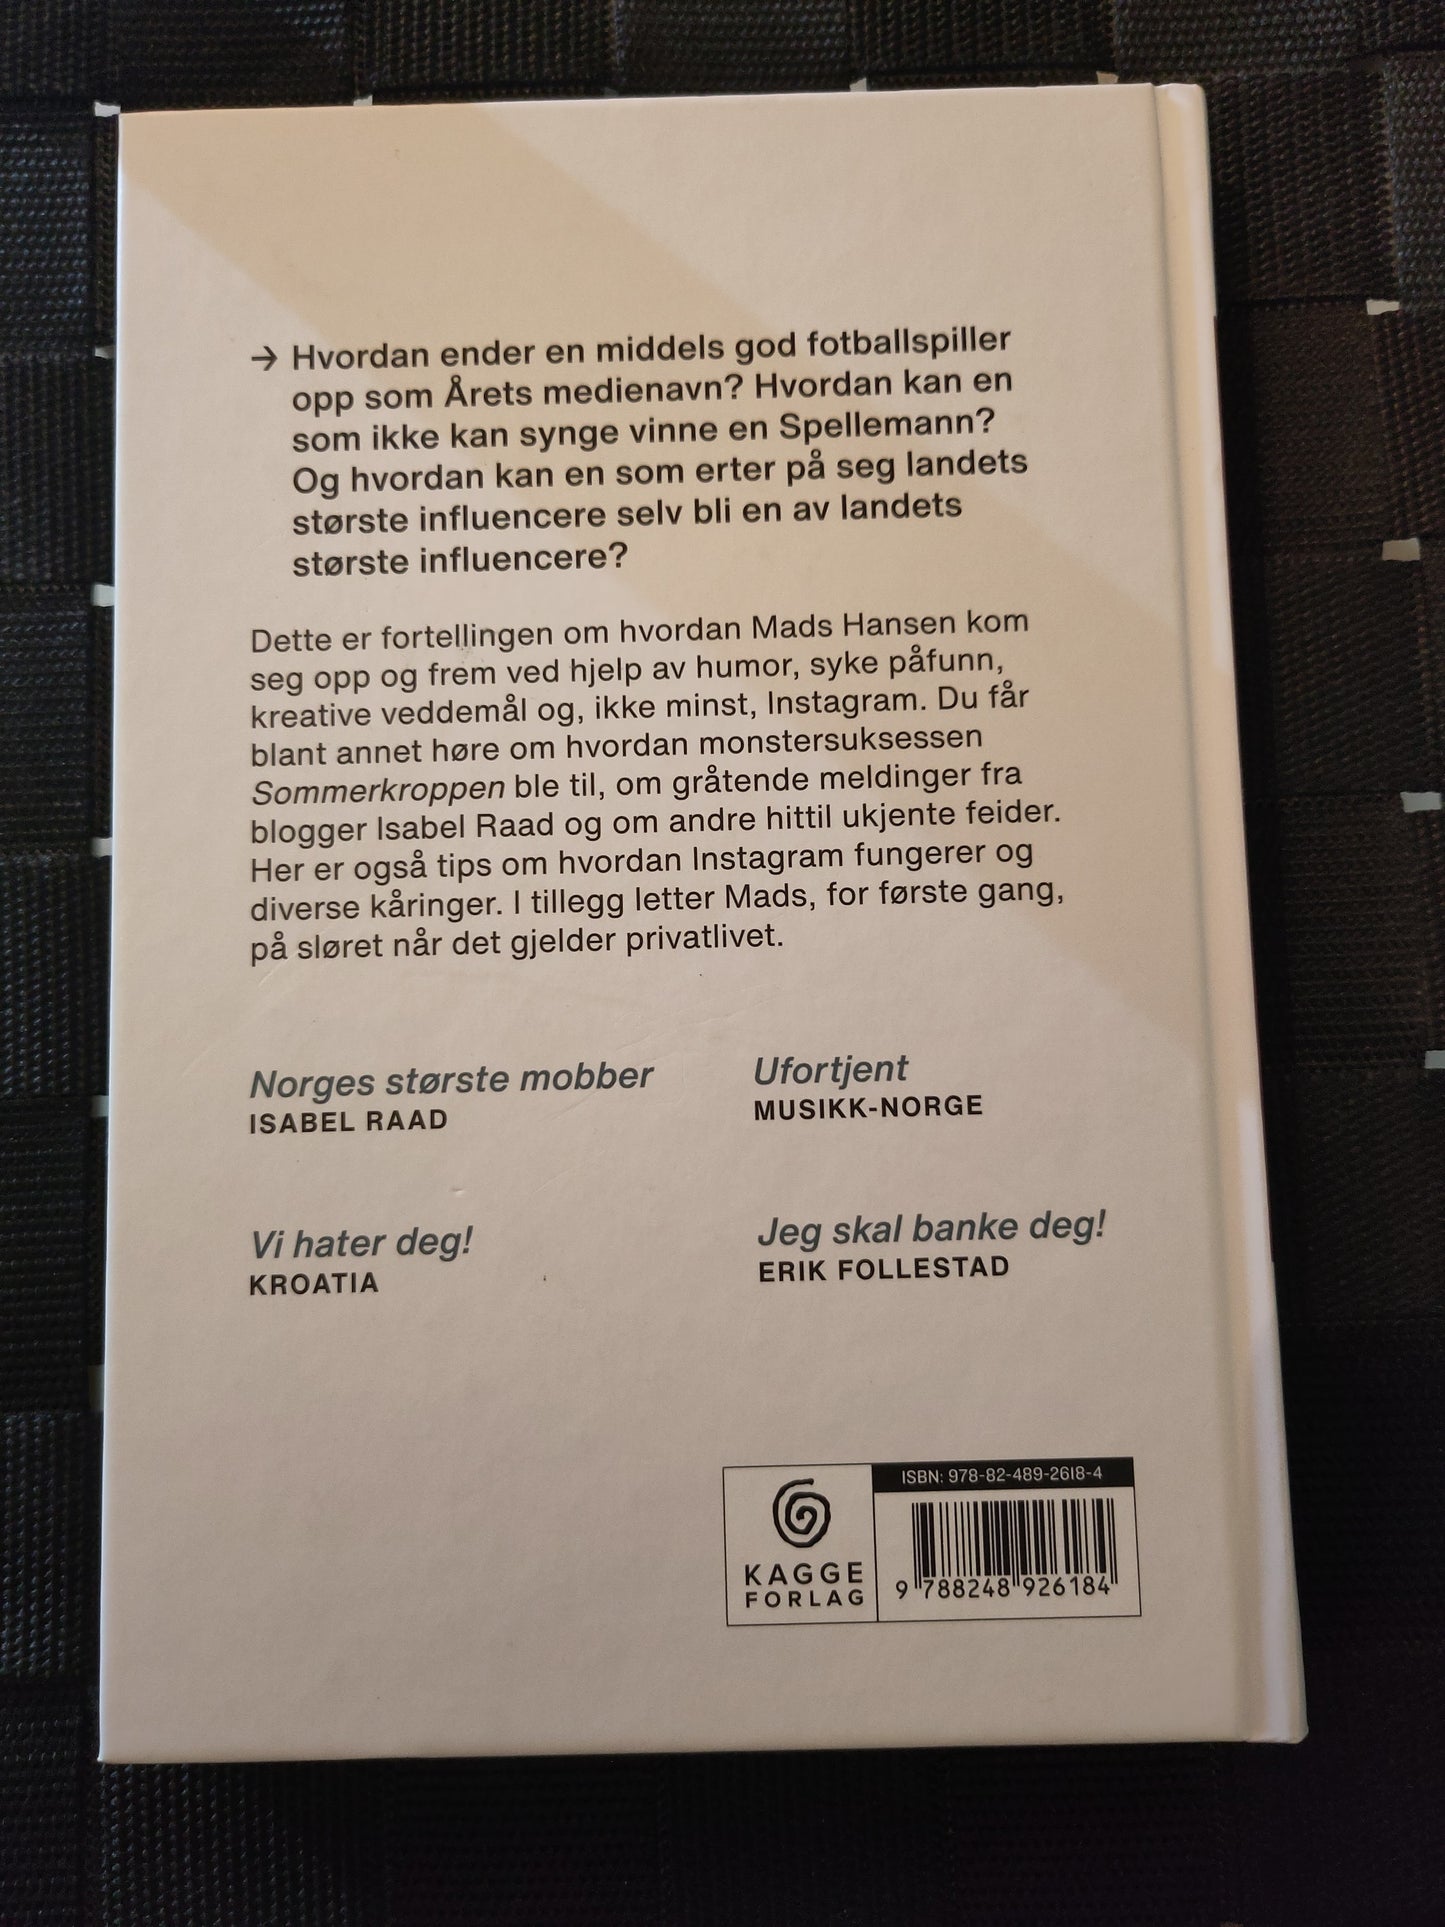 → Hvordan ender en middels god fotballspiller
opp som Årets medienavn? Hvordan kan en
som ikke kan synge vinne en Spellemann?
Og hvordan kan en som erter på seg landets
største influencere selv bli en av landets
største influencere?
Dette er fortellingen om hvordan Mads Hansen kom
seg opp og frem ved hjelp av humor, syke påfunn,
kreative veddemål og, ikke minst, Instagram. Du får
blant annet høre om hvordan monstersuksessen
Sommerkroppen ble til, om gråtende meldinger fra
blogger Isabel Raad og om andre hittil ukjente feider.
Her er også tips om hvordan Instagram fungerer og
diverse kåringer. I tillegg letter Mads, for første gang,
på sløret når det gjelder privatlivet.
Norges største mobber
ISABEL RAAD
Ufortjent
MUSIKK-NORGE
Vi hater deg!
KROATIA
Jeg skal banke deg!
ERIK FOLLESTAD
KAGGE
FORLAG
ISBN: 978-82-489-2618-4
9 788248 926184